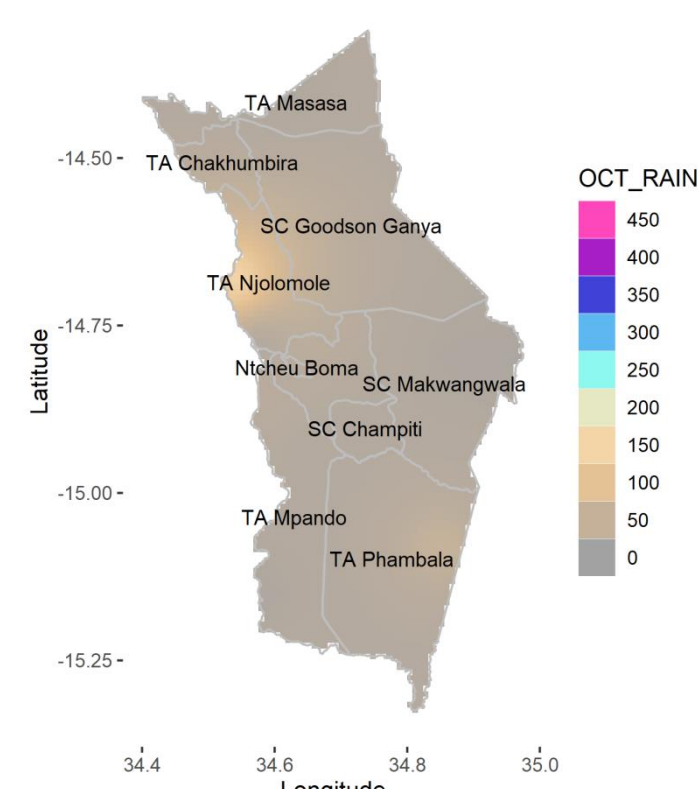 TA Masasa
TA Chakhumbira
SC Goodson Ganya
TA Njolomole
Ntcheu Boma
SC Makwangwala
SC Champiti
TA Mpando
TA Phambala
-14.50
-14.75
-15.00
-15.25
Latitude
34.4
34.6
34.8
35.0
Longitude
OCT_RAIN
450
400
350
300
250
200
150
100
50
0